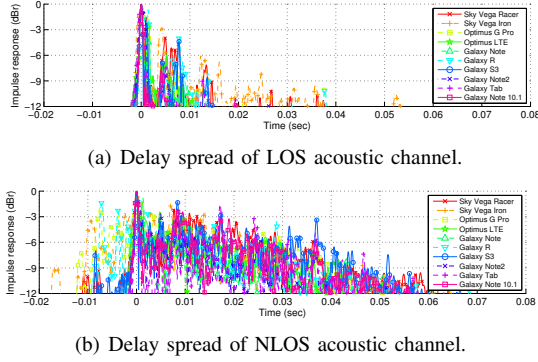 Impulse response (dBr)
0
−3
−6
−9
−12
−0.02 −0.01 0 0.01 0.02 0.03 0.04 0.05 0.06 0.07 0.08
Time (sec)
Sky Vega Racer
Sky Vega Iron
Optimus G Pro
Optimus LTE
Galaxy Note
Galaxy R
Galaxy S3
Galaxy Note2
Galaxy Tab
Galaxy Note 10.1
(a) Delay spread of LOS acoustic channel.
Impulse response (dBr)
0
−3
−6
−9
−12
−0.02 −0.01 0 0.01 0.02 0.03 0.04 0.05 0.06 0.07 0.08
Time (sec)
Sky Vega Racer
Sky Vega Iron
Optimus G Pro
Optimus LTE
Galaxy Note
Galaxy R
Galaxy S3
Galaxy Note2
Galaxy Tab
Galaxy Note 10.1
(b) Delay spread of NLOS acoustic channel.